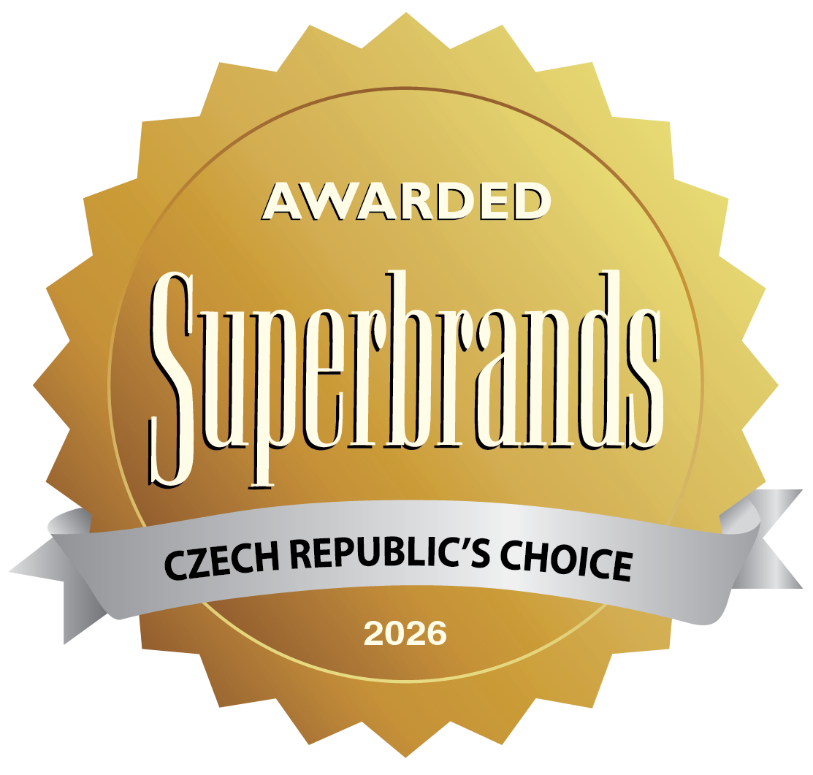 AWARDED
Superbrands
CZECH REPUBLIC’S CHOICE
2026